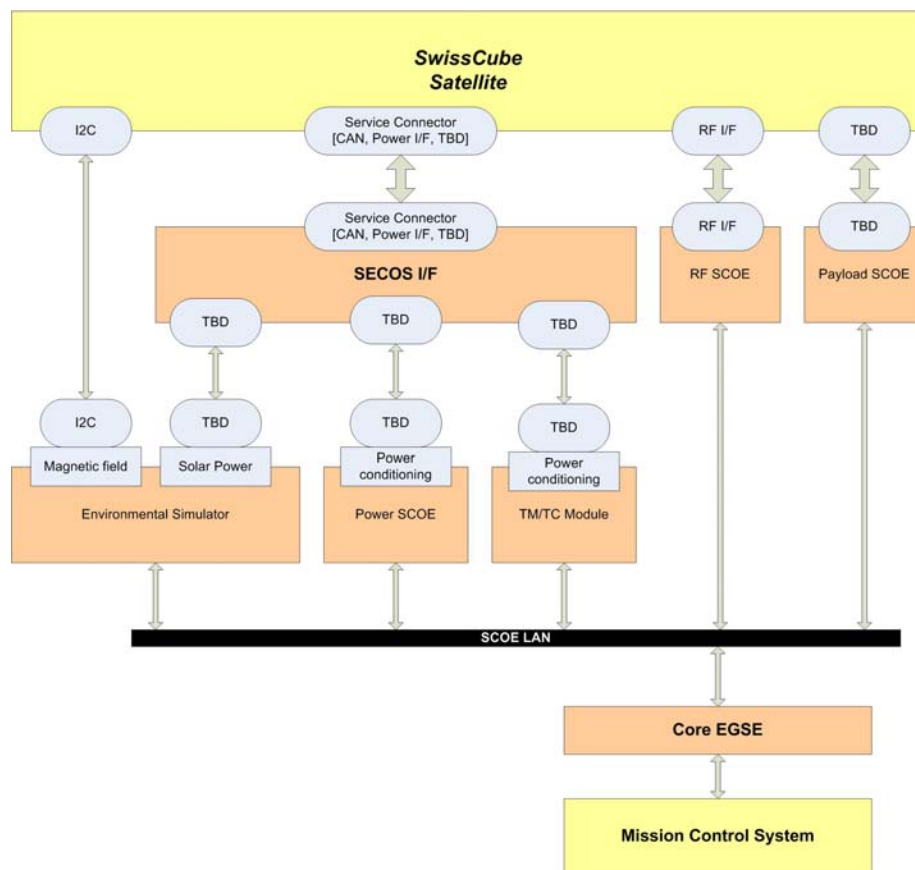 SwissCube
Satellite
I2C
Service Connector
[CAN, Power I/F, TBD]
RF I/F
TBD
Service Connector
[CAN, Power I/F, TBD]
RF I/F
TBD
SECOS I/F
RF SCOE
Payload SCOE
TBD
TBD
TBD
I2C
TBD
TBD
TBD
Magnetic field
Solar Power
Power
conditioning
Power
conditioning
Environmental Simulator
Power SCOE
TM/TC Module
SCOE LAN
Core EGSE
Mission Control System